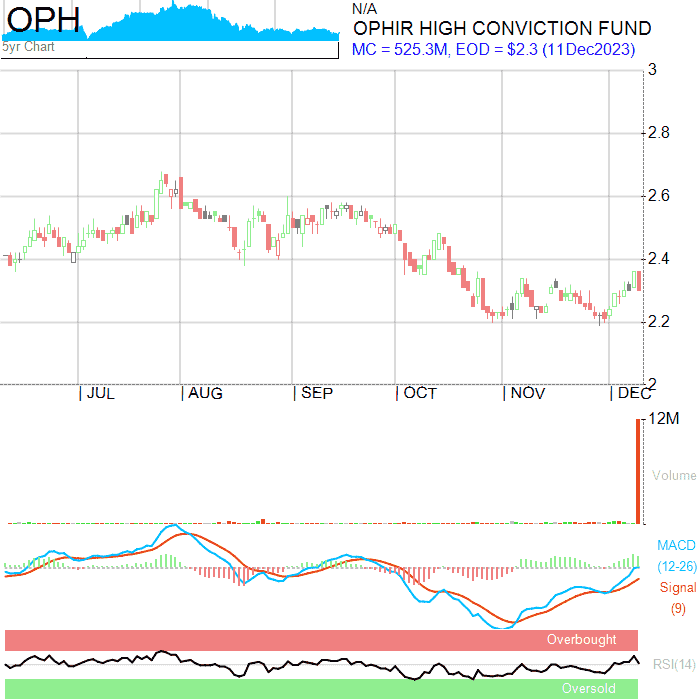 OPH
5yr Chart
N/A
OPHIR HIGH CONVICTION FUND
MC = 525.3M, EOD = $2.3 (11Dec2023)
3
2.8
2.6
2.4
2.2
2
JUL AUG SEP OCT NOV DEC
12M
Volume
MACD
(12-26)
Signal
(9)
Overbought
RSI(14)
Oversold